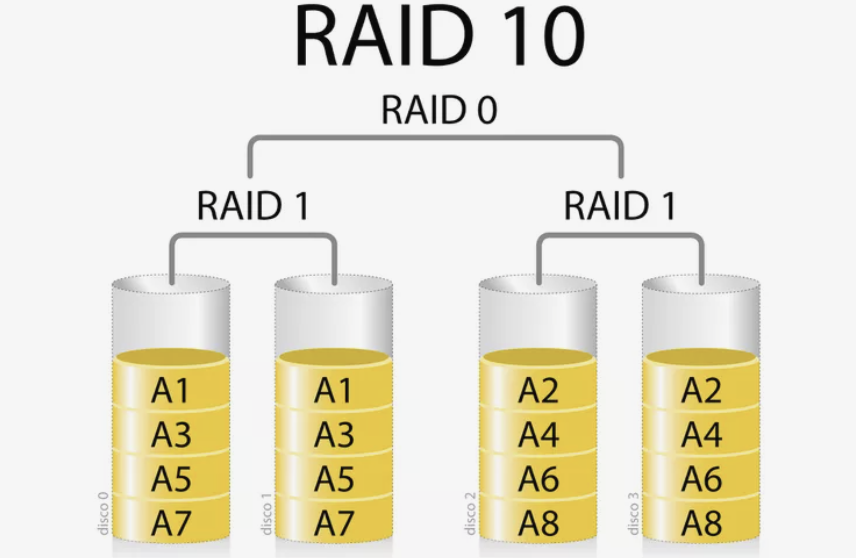 RAID 10
RAID 0
RAID 1 RAID 1
A1 A1 A2 A2
A3 A3 A4 A4
A5 A5 A6 A6
A7 A7 A8 A8
disco 0 disco 1 disco 2 disco 3